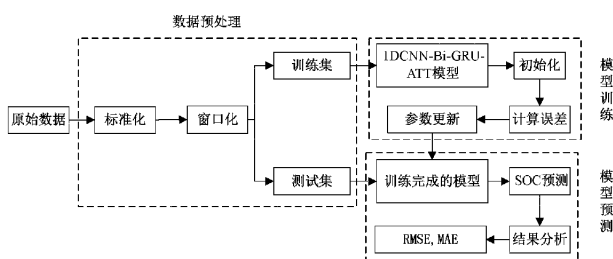 数据预处理
训练集
1DCNN-Bi-GRU-
ATT模型
初始化
模型训练
原始数据
标准化
窗口化
参数更新
计算误差
测试集
训练完成的模型
SOC预测
模型预测
RMSE,MAE
结果分析